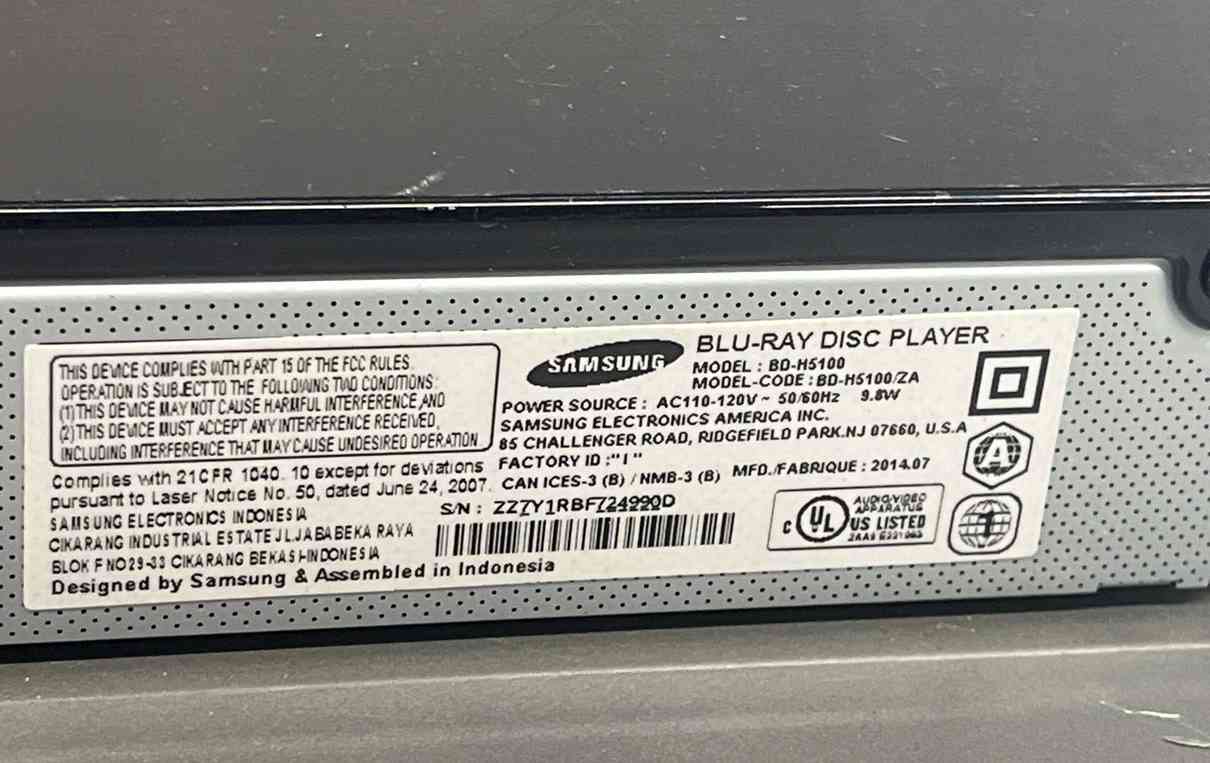 THIS DEVICE COMPLIES WITH PART 15 OF THE FCC RULES.
OPERATION IS SUBJECT TO THE FOLLOWING TWO CONDITIONS:
(1) THIS DEVICE MAY NOT CAUSE HARMFUL INTERFERENCE, AND
(2) THIS DEVICE MUST ACCEPT ANY INTERFERENCE RECEIVED,
INCLUDING INTERFERENCE THAT MAY CAUSE UNDESIRED OPERATION.
Complies with 21CFR 1040. 10 except for deviations
pursuant to Laser Notice No. 50, dated June 24, 2007.
SAMSUNG ELECTRONICS INDONESIA
CIKARANG INDUSTRIAL ESTATE JL.JABABEKA RAYA
BLOK F NO29-33 CIKARANG BEKASI-INDONESIA
Designed by Samsung & Assembled in Indonesia
SAMSUNG
BLU-RAY DISC PLAYER
MODEL : BD-H5100
MODEL-CODE : BD-H5100/ZA
POWER SOURCE : AC110-120V ~ 50/60Hz 9.8W
SAMSUNG ELECTRONICS AMERICA INC.
85 CHALLENGER ROAD, RIDGEFIELD PARK.NJ 07660, U.S.A
FACTORY ID :"I"
CAN ICES-3 (B) / NMB-3 (B)
MFD./FABRIQUE : 2014.07
S/N : ZZ7Y1RBF724990D
C UL US LISTED
AUDIO/VIDEO
APPARATUS
A